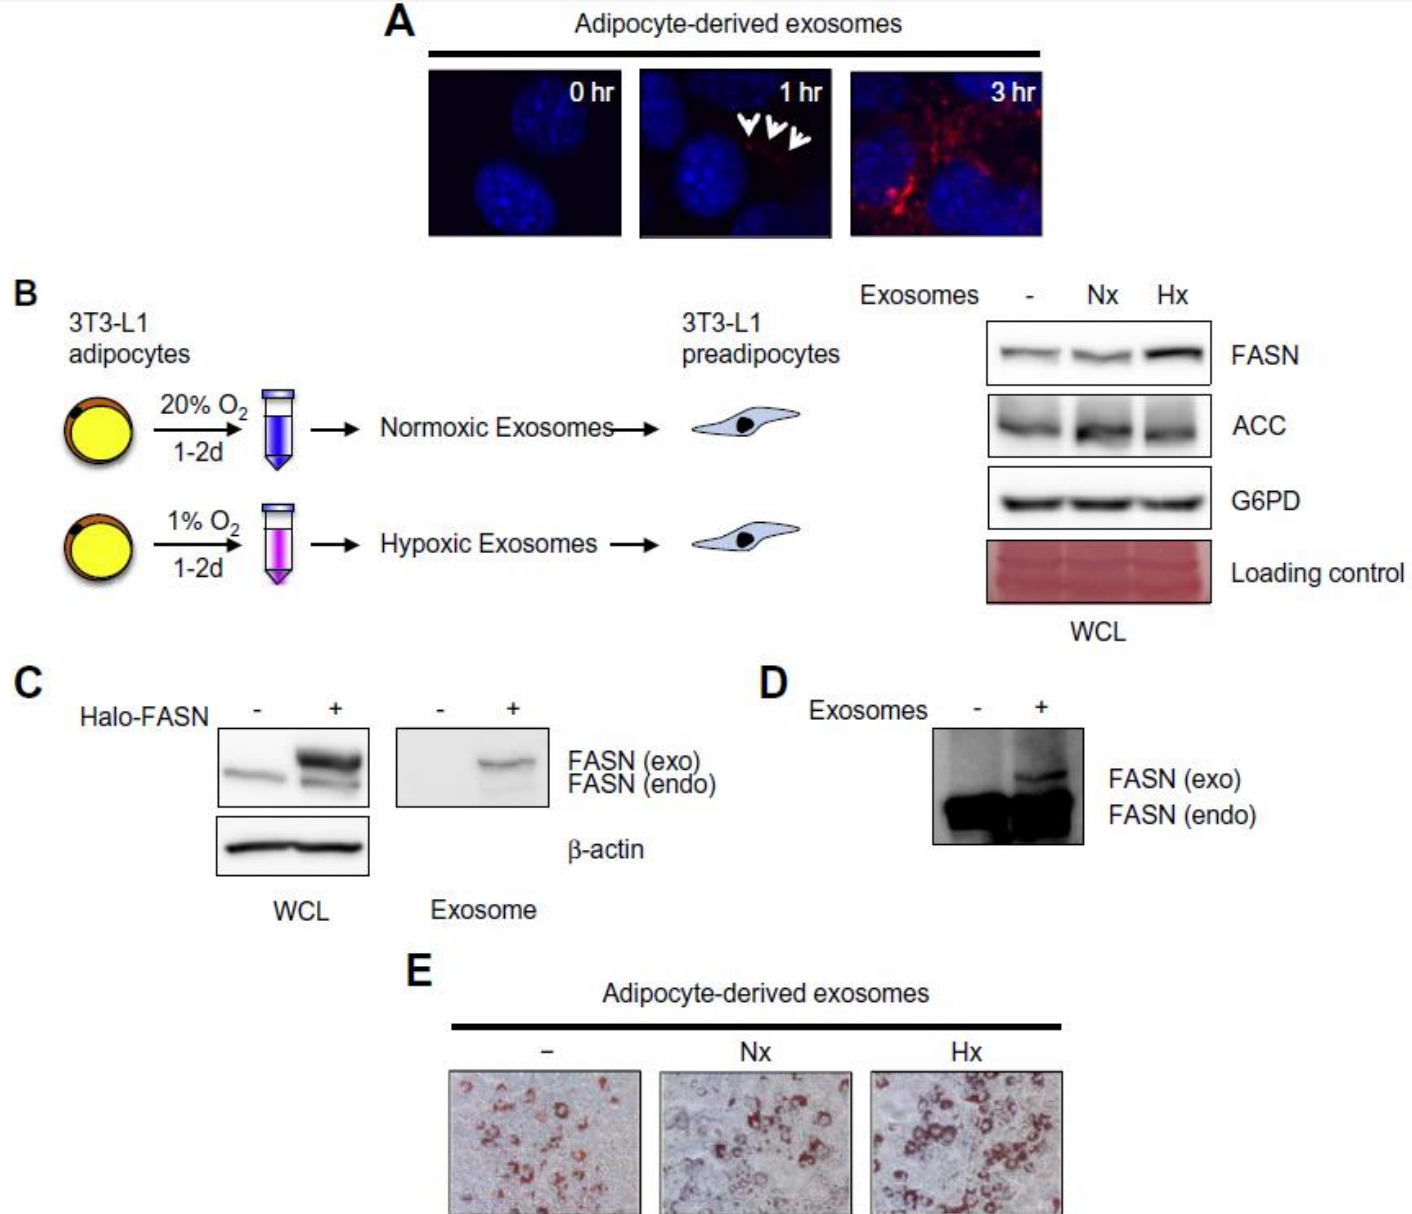 A
Adipocyte-derived exosomes
0 hr
1 hr
3 hr
B
3T3-L1
adipocytes
20% O2
1-2d
Normoxic Exosomes
3T3-L1
preadipocytes
1% O2
1-2d
Hypoxic Exosomes
Exosomes - Nx Hx
FASN
ACC
G6PD
Loading control
WCL
C
Halo-FASN - + - +
FASN (exo)
FASN (endo)
β-actin
WCL
Exosome
D
Exosomes - +
FASN (exo)
FASN (endo)
E
Adipocyte-derived exosomes
– Nx Hx